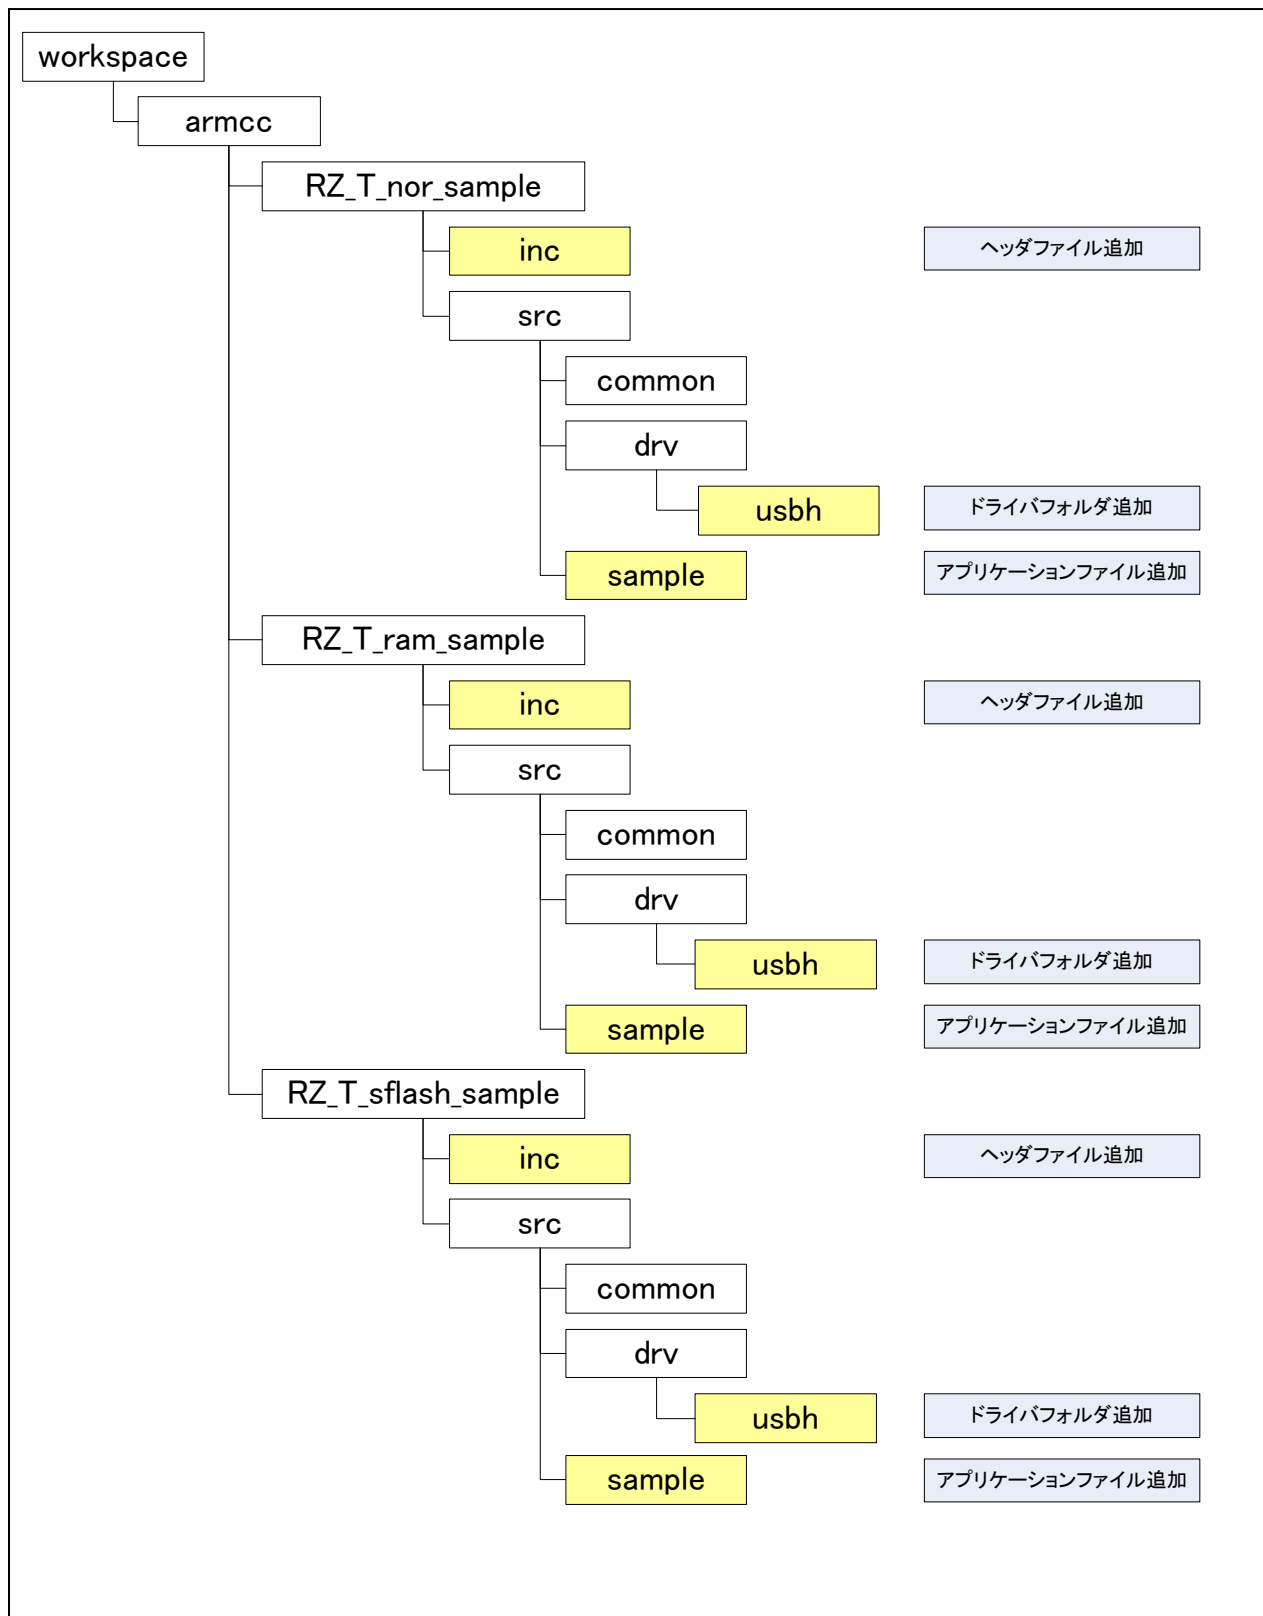 workspace
armcc
RZ_T_nor_sample
inc
ヘッダファイル追加
src
common
drv
usbh
ドライバフォルダ追加
sample
アプリケーションファイル追加
RZ_T_ram_sample
inc
ヘッダファイル追加
src
common
drv
usbh
ドライバフォルダ追加
sample
アプリケーションファイル追加
RZ_T_sflash_sample
inc
ヘッダファイル追加
src
common
drv
usbh
ドライバフォルダ追加
sample
アプリケーションファイル追加